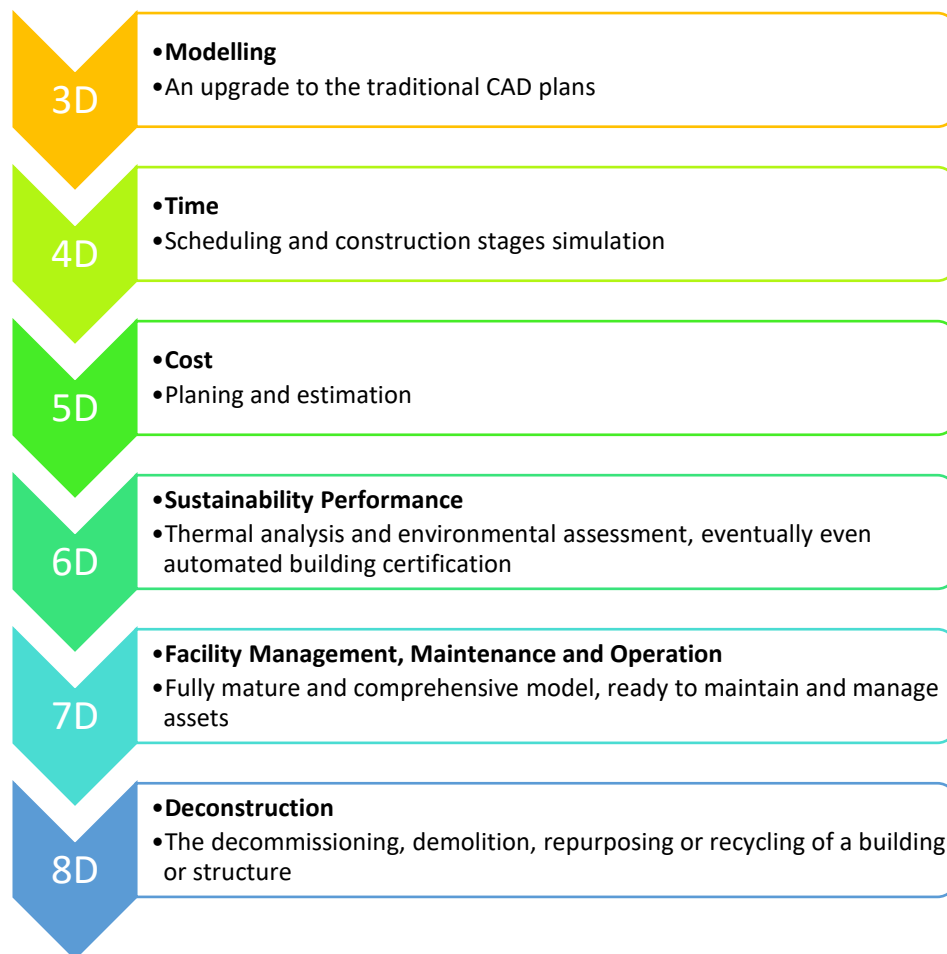 3D
•Modelling
•An upgrade to the traditional CAD plans
4D
•Time
•Scheduling and construction stages simulation
5D
•Cost
•Planing and estimation
6D
•Sustainability Performance
•Thermal analysis and environmental assessment, eventually even
automated building certification
7D
•Facility Management, Maintenance and Operation
•Fully mature and comprehensive model, ready to maintain and manage
assets
8D
•Deconstruction
•The decommissioning, demolition, repurposing or recycling of a building
or structure